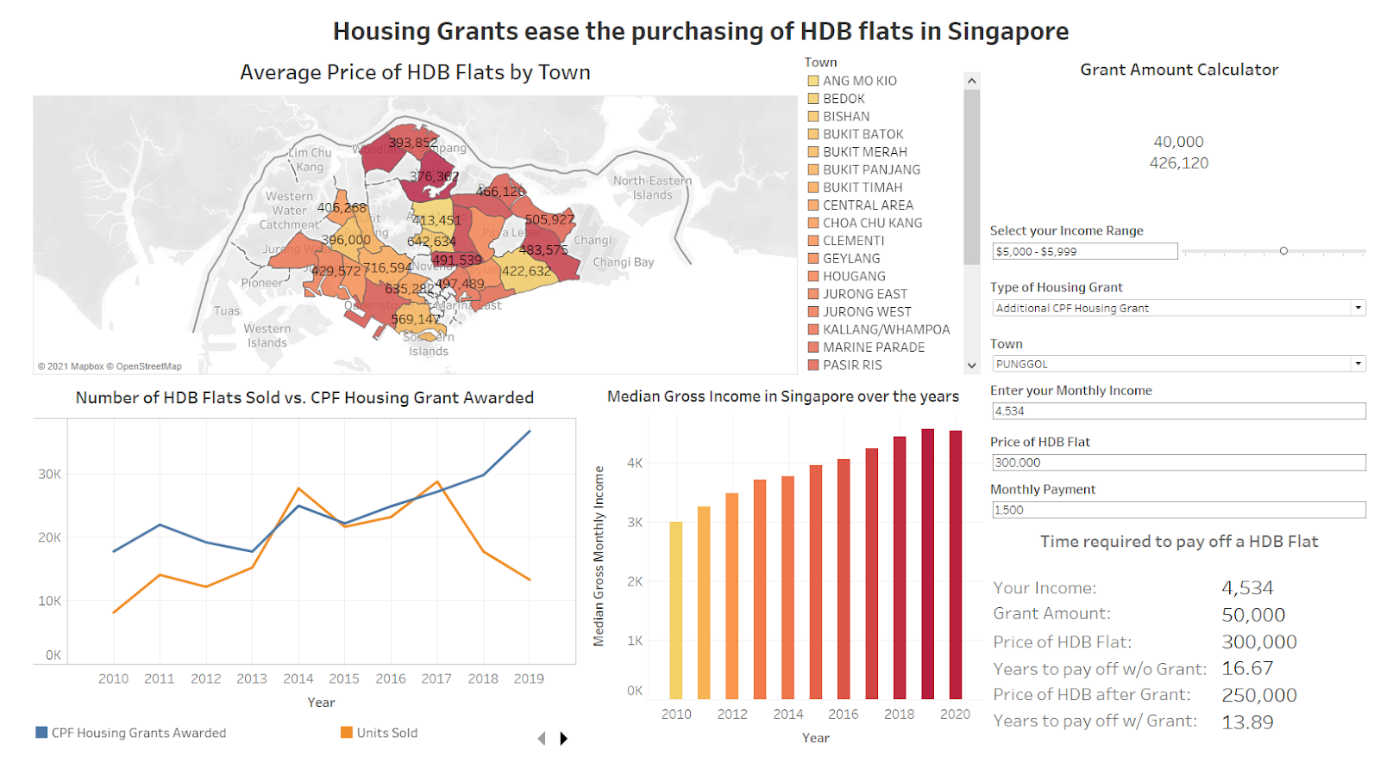 Housing Grants ease the purchasing of HDB flats in Singapore
Average Price of HDB Flats by Town
Lim Chu
Kang
Western
Water
Catchment
Pioneer
Tuas
Western
Islands
North-Eastern
Islands
Changi
Changi Bay
Islands
393,852
376,362
466,120
405,268
413,451
505,927
396,000
642,634
483,575
491,539
429,572
716,594
422,632
635,282
497,489
569,147
© 2021 Mapbox © OpenStreetMap
Town
ANG MO KIO
BEDOK
BISHAN
BUKIT BATOK
BUKIT MERAH
BUKIT PANJANG
BUKIT TIMAH
CENTRAL AREA
CHOA CHU KANG
CLEMENTI
GEYLANG
HOUGANG
JURONG EAST
JURONG WEST
KALLANG/WHAMPOA
MARINE PARADE
PASIR RIS
Grant Amount Calculator
40,000
426,120
Select your Income Range
$5,000 - $5,999
Type of Housing Grant
Additional CPF Housing Grant
Town
PUNGGOL
Enter your Monthly Income
4,534
Price of HDB Flat
300,000
Monthly Payment
1,500
Time required to pay off a HDB Flat
Your Income: 4,534
Grant Amount: 50,000
Price of HDB Flat: 300,000
Years to pay off w/o Grant: 16.67
Price of HDB after Grant: 250,000
Years to pay off w/ Grant: 13.89
Number of HDB Flats Sold vs. CPF Housing Grant Awarded
30K
20K
10K
0K
2010 2011 2012 2013 2014 2015 2016 2017 2018 2019
Year
CPF Housing Grants Awarded Units Sold
Median Gross Income in Singapore over the years
Median Gross Monthly Income
4K
3K
2K
1K
0K
2010 2012 2014 2016 2018 2020
Year